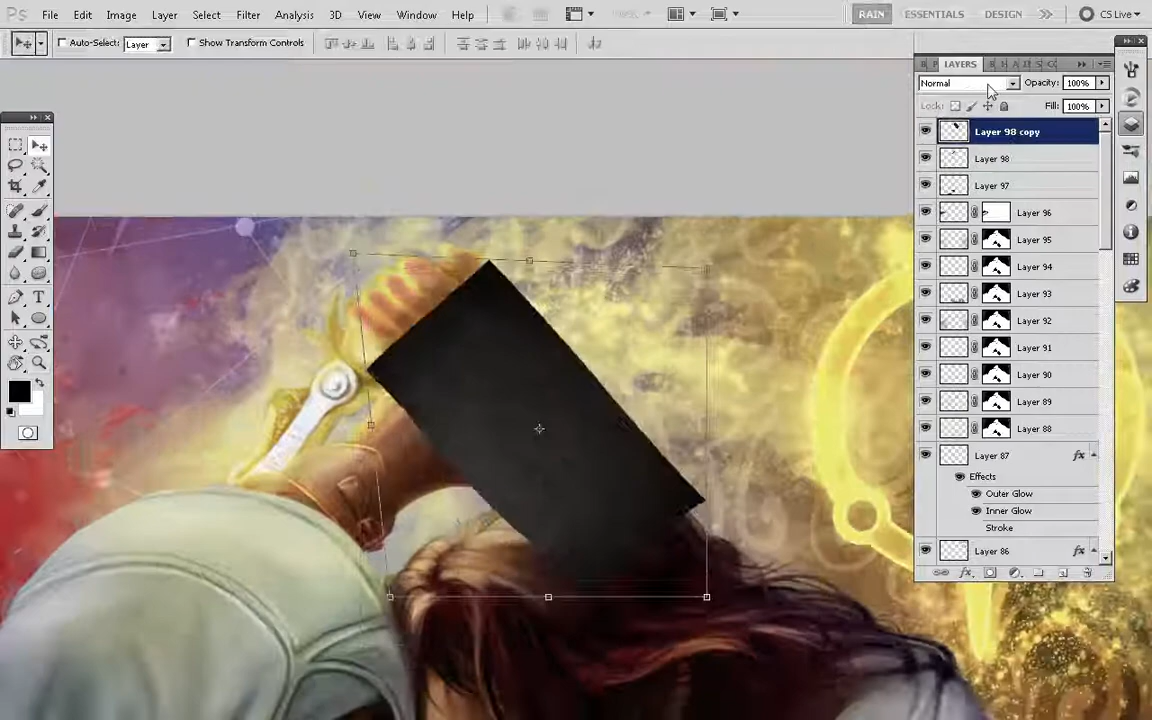 Ps File Edit Image Layer Select Filter Analysis 3D View Window Help RAIN ESSENTIALS DESIGN CS Live
Auto-Select: Layer Show Transform Controls
LAYERS
Normal Opacity: 100%
Lock: Fill: 100%
Layer 98 copy
Layer 98
Layer 97
Layer 96
Layer 95
Layer 94
Layer 93
Layer 92
Layer 91
Layer 90
Layer 89
Layer 88
Layer 87 fx
Effects
Outer Glow
Inner Glow
Stroke
Layer 86 fx